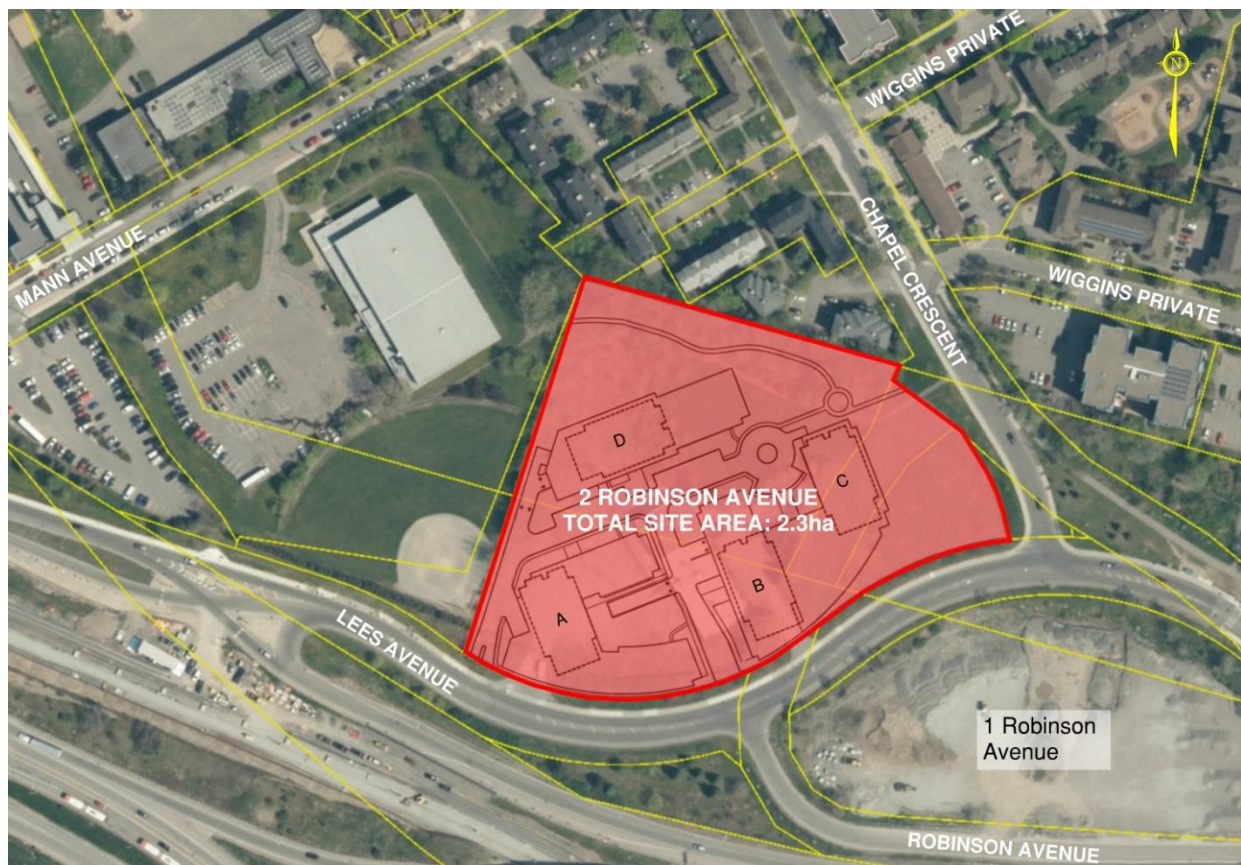 WIGGINS PRIVATE
N
MANN AVENUE
CHAPEL CRESCENT
WIGGINS PRIVATE
D
C
2 ROBINSON AVENUE
TOTAL SITE AREA: 2.3ha
B
A
LEES AVENUE
1 Robinson
Avenue
ROBINSON AVENUE